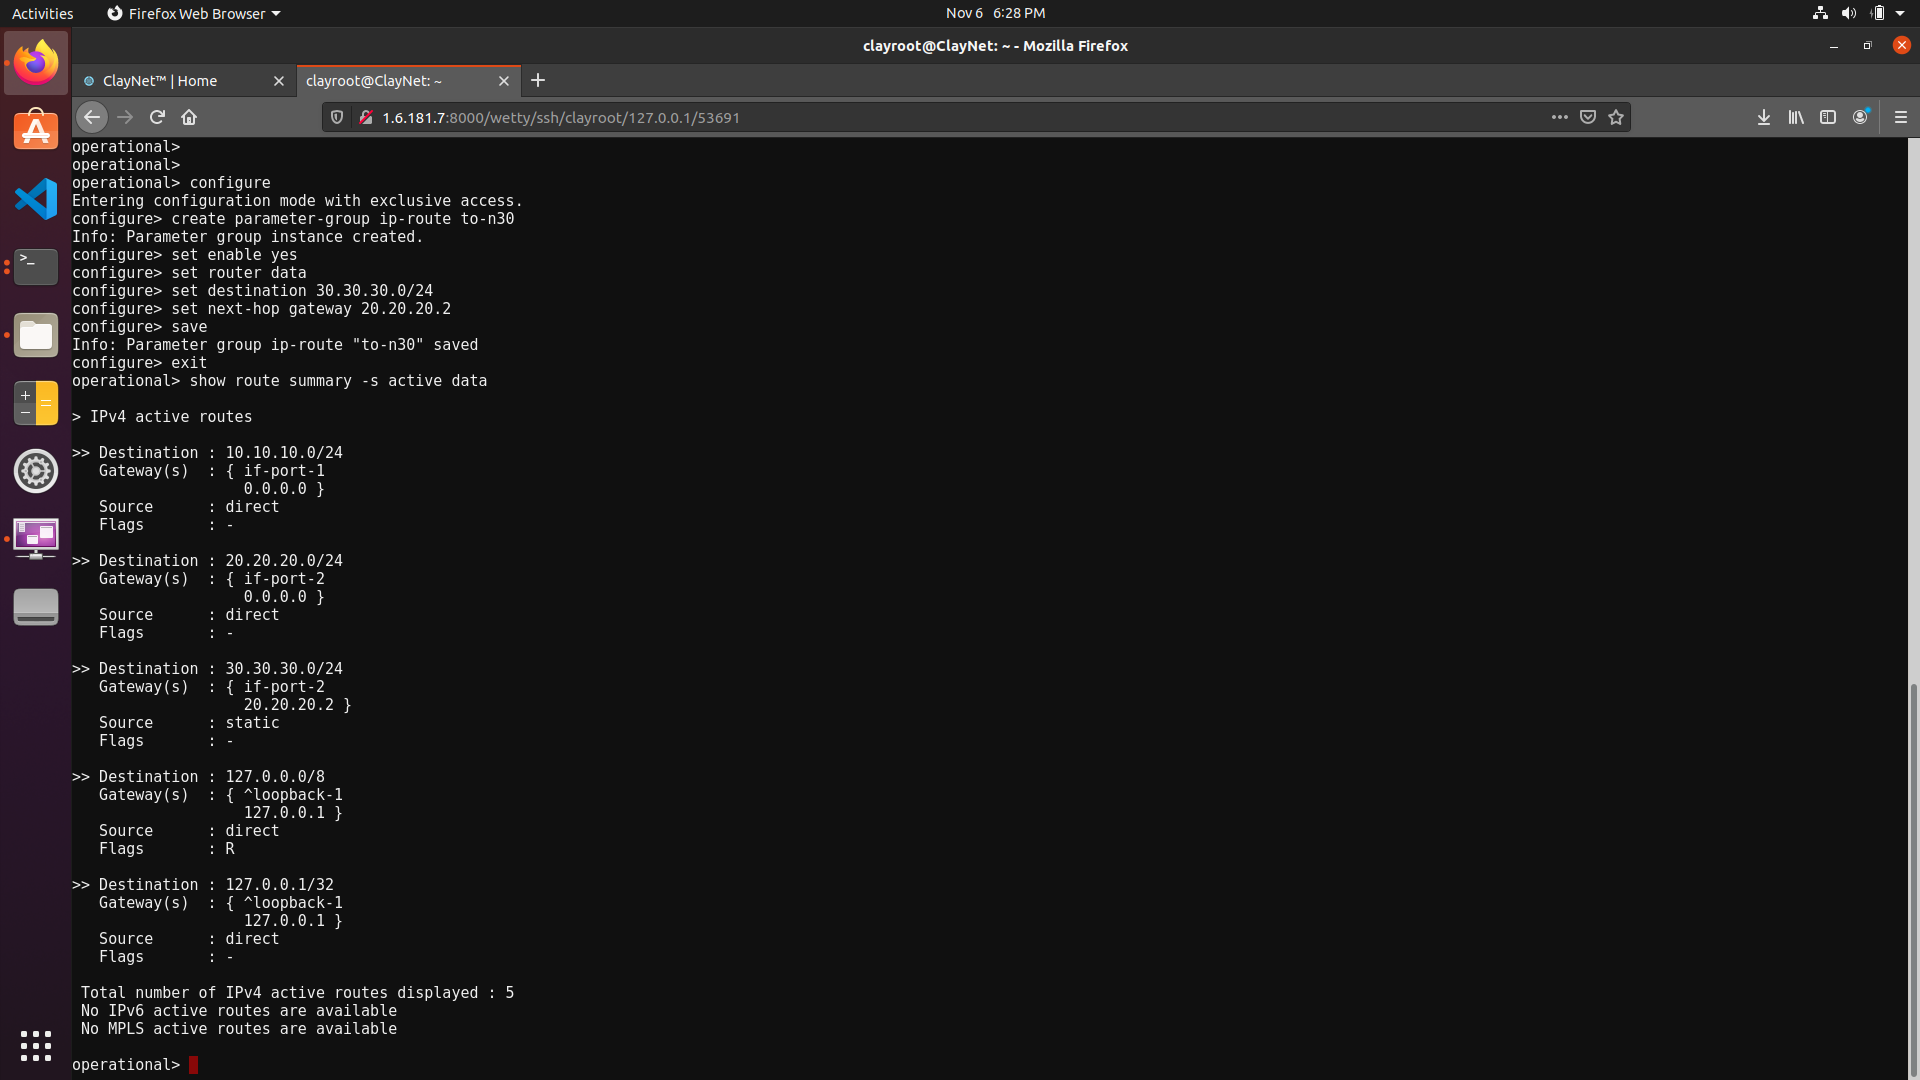 Activities
Firefox Web Browser
Nov 6 6:28 PM
clayroot@ClayNet: ~ - Mozilla Firefox
ClayNet™ | Home
clayroot@ClayNet: ~
1.6.181.7:8000/wetty/ssh/clayroot/127.0.0.1/53691
operational>
operational>
operational> configure
Entering configuration mode with exclusive access.
configure> create parameter-group ip-route to-n30
Info: Parameter group instance created.
configure> set enable yes
configure> set router data
configure> set destination 30.30.30.0/24
configure> set next-hop gateway 20.20.20.2
configure> save
Info: Parameter group ip-route "to-n30" saved
configure> exit
operational> show route summary -s active data
> IPv4 active routes
>> Destination : 10.10.10.0/24
Gateway(s) : { if-port-1
0.0.0.0 }
Source : direct
Flags : -
>> Destination : 20.20.20.0/24
Gateway(s) : { if-port-2
0.0.0.0 }
Source : direct
Flags : -
>> Destination : 30.30.30.0/24
Gateway(s) : { if-port-2
20.20.20.2 }
Source : static
Flags : -
>> Destination : 127.0.0.0/8
Gateway(s) : { ^loopback-1
127.0.0.1 }
Source : direct
Flags : R
>> Destination : 127.0.0.1/32
Gateway(s) : { ^loopback-1
127.0.0.1 }
Source : direct
Flags : -
Total number of IPv4 active routes displayed : 5
No IPv6 active routes are available
No MPLS active routes are available
operational>